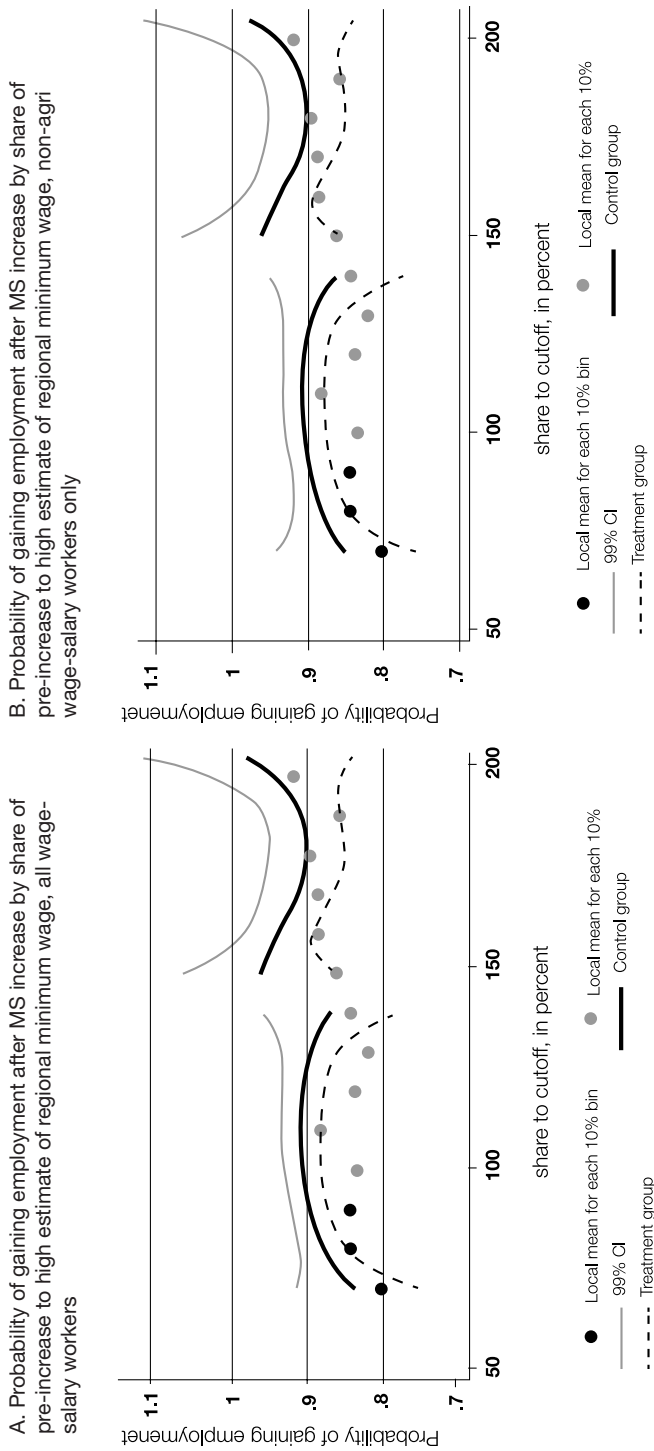 A. Probability of gaining employment after MS increase by share of
pre-increase to high estimate of regional minimum wage, all wage-
salary workers
Probability of gaining employmenet
1.1
1
.9
.8
.7
50
100
150
200
share to cutoff, in percent
Local mean for each 10% bin
Local mean for each 10%
99% CI
Control group
Treatment group
B. Probability of gaining employment after MS increase by share of
pre-increase to high estimate of regional minimum wage, non-agri
wage-salary workers only
Probability of gaining employmenet
1.1
1
.9
.8
.7
50
100
150
200
share to cutoff, in percent
Local mean for each 10% bin
Local mean for each 10%
99% CI
Control group
Treatment group